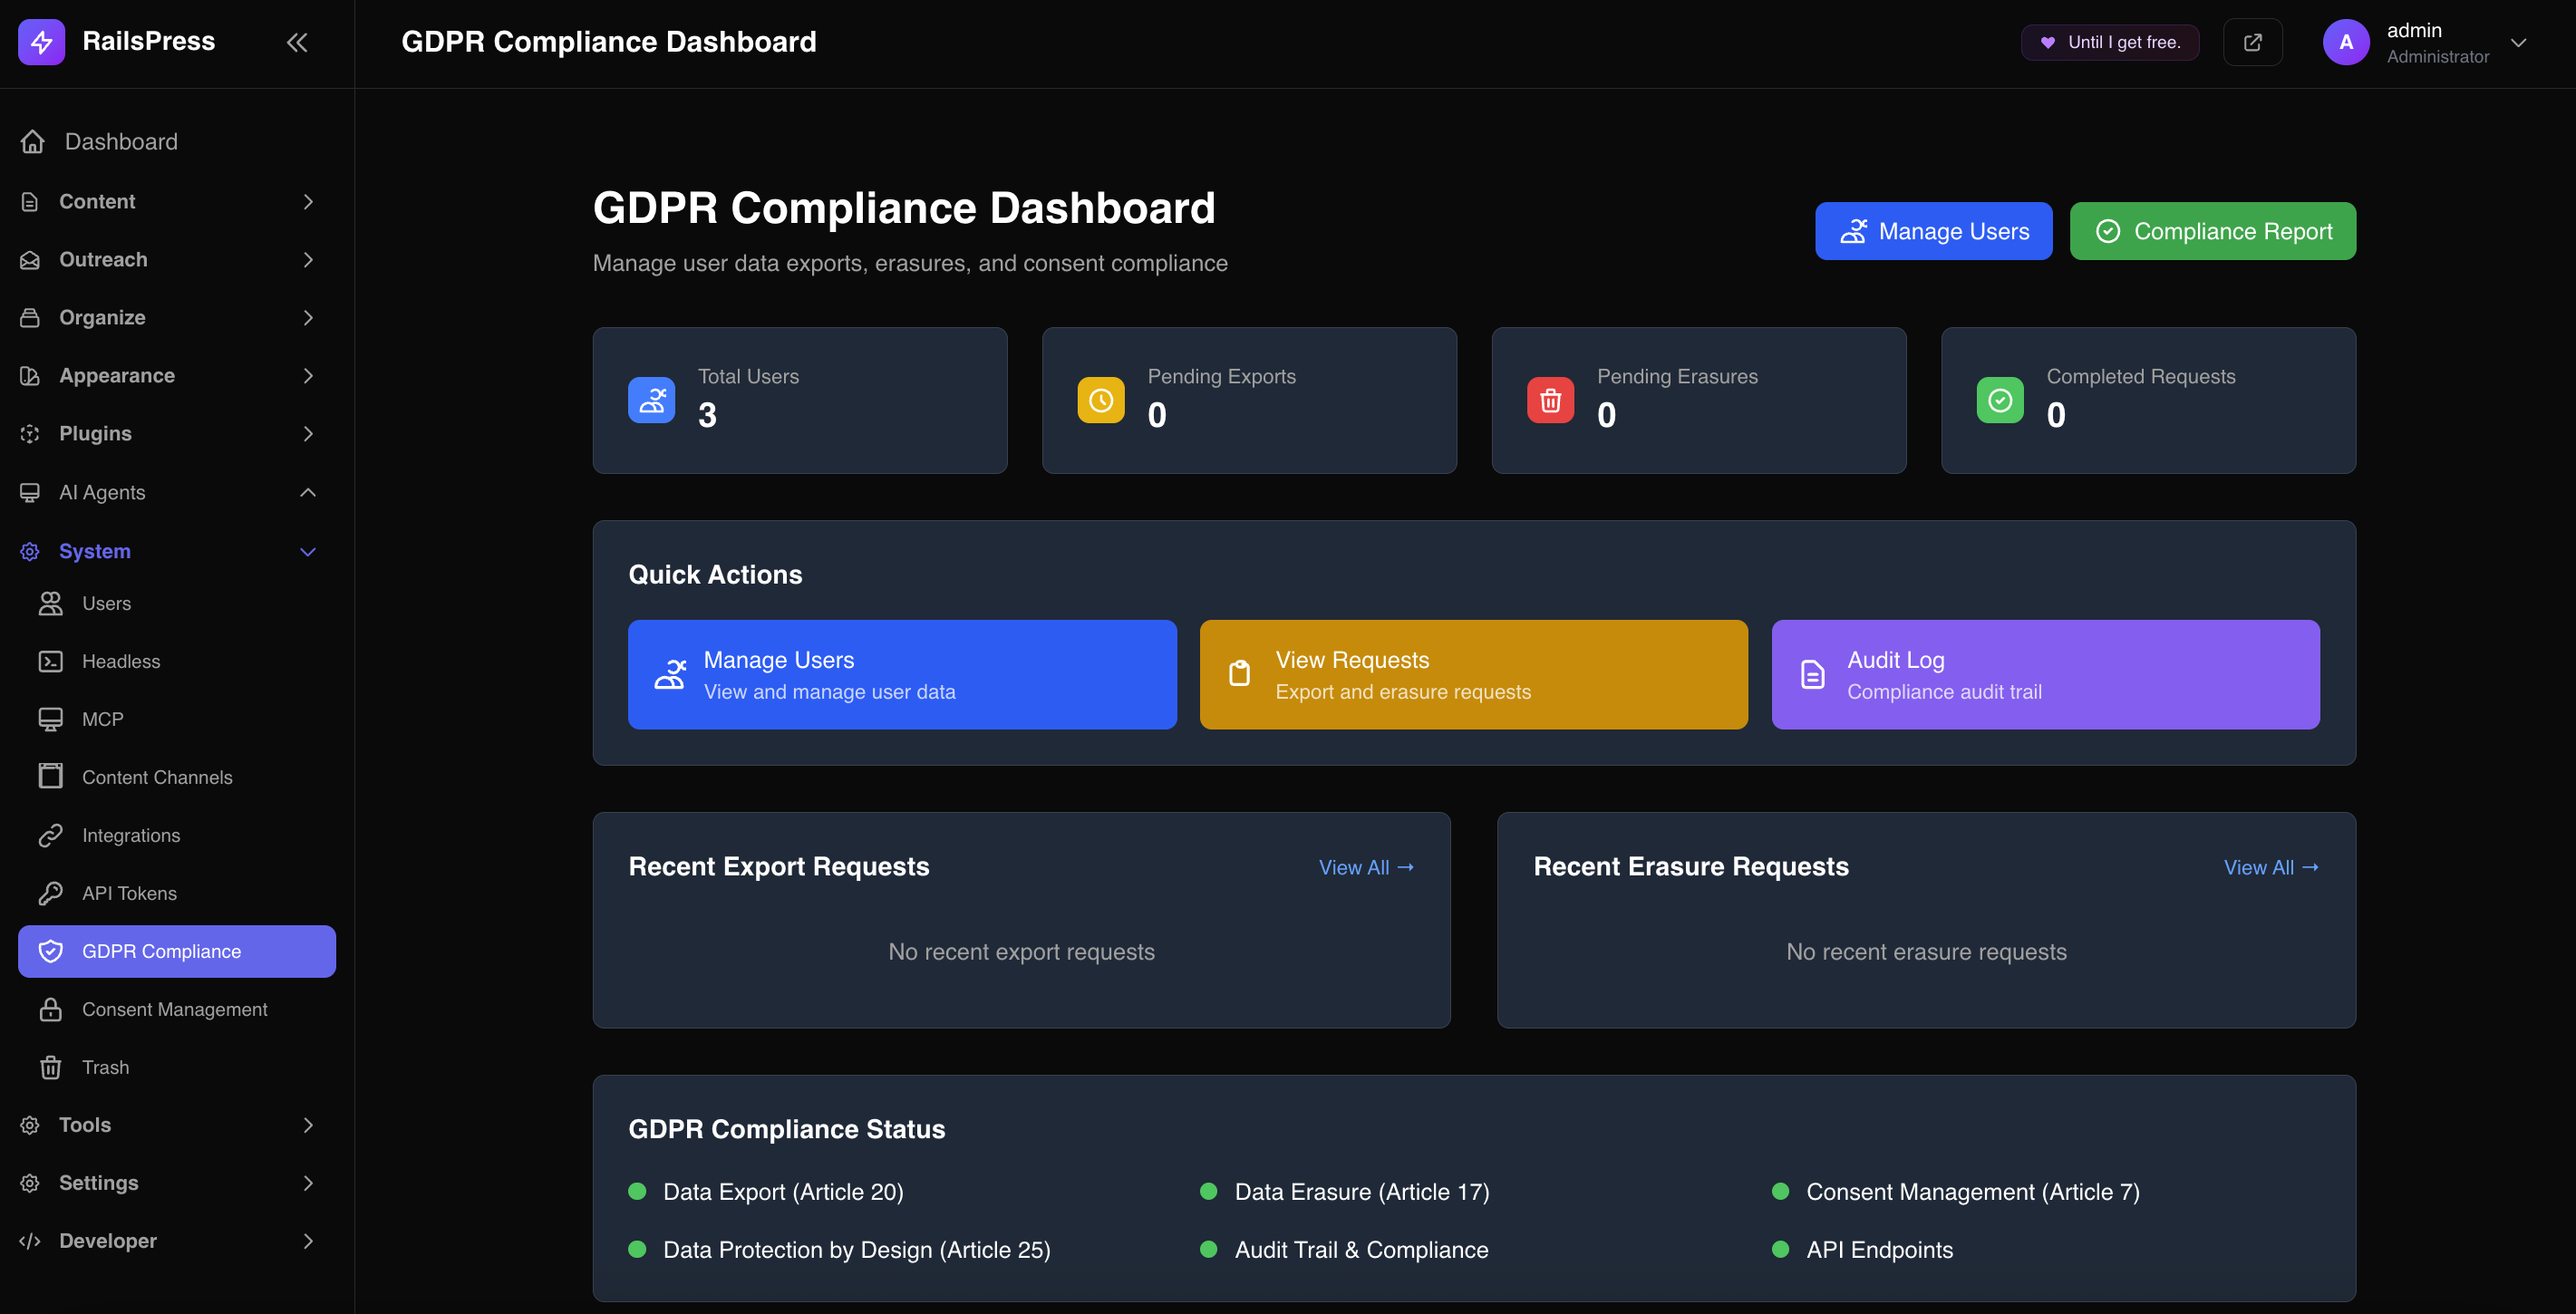 RailsPress
GDPR Compliance Dashboard
Until I get free.
A
admin
Administrator
Dashboard
Content
Outreach
Organize
Appearance
Plugins
AI Agents
System
Users
Headless
MCP
Content Channels
Integrations
API Tokens
GDPR Compliance
Consent Management
Trash
Tools
Settings
Developer
GDPR Compliance Dashboard
Manage user data exports, erasures, and consent compliance
Manage Users
Compliance Report
Total Users
3
Pending Exports
0
Pending Erasures
0
Completed Requests
0
Quick Actions
Manage Users
View and manage user data
View Requests
Export and erasure requests
Audit Log
Compliance audit trail
Recent Export Requests
View All →
No recent export requests
Recent Erasure Requests
View All →
No recent erasure requests
GDPR Compliance Status
Data Export (Article 20)
Data Erasure (Article 17)
Consent Management (Article 7)
Data Protection by Design (Article 25)
Audit Trail & Compliance
API Endpoints